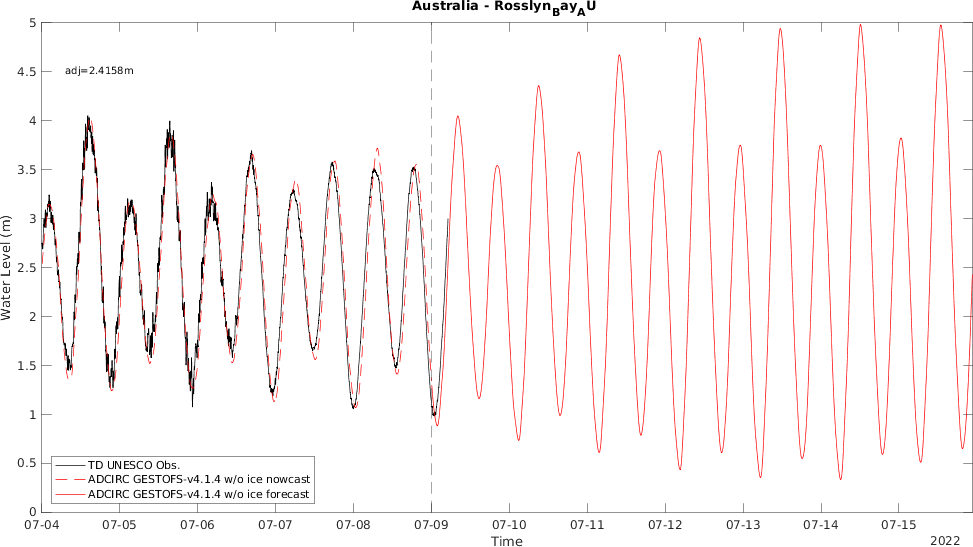 Australia - Rosslyn_Bay_AU
adj=2.4158m
5
4.5
4
3.5
3
2.5
2
1.5
1
0.5
0
Water Level (m)
TD UNESCO Obs.
ADCIRC GESTOFS-v4.1.4 w/o ice nowcast
ADCIRC GESTOFS-v4.1.4 w/o ice forecast
07-04 07-05 07-06 07-07 07-08 07-09 07-10 07-11 07-12 07-13 07-14 07-15
Time
2022